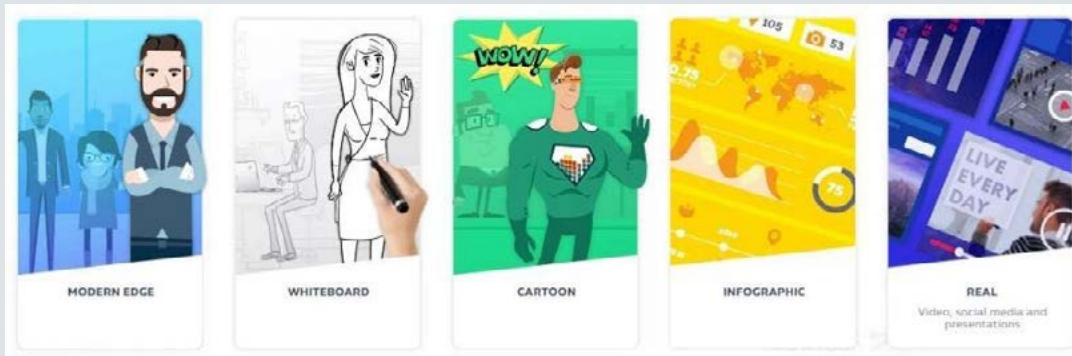 WOW!
105
53
0.75
75
LIVE
EVERY
DAY
MODERN EDGE
WHITEBOARD
CARTOON
INFOGRAPHIC
REAL
Video, social media and
presentations